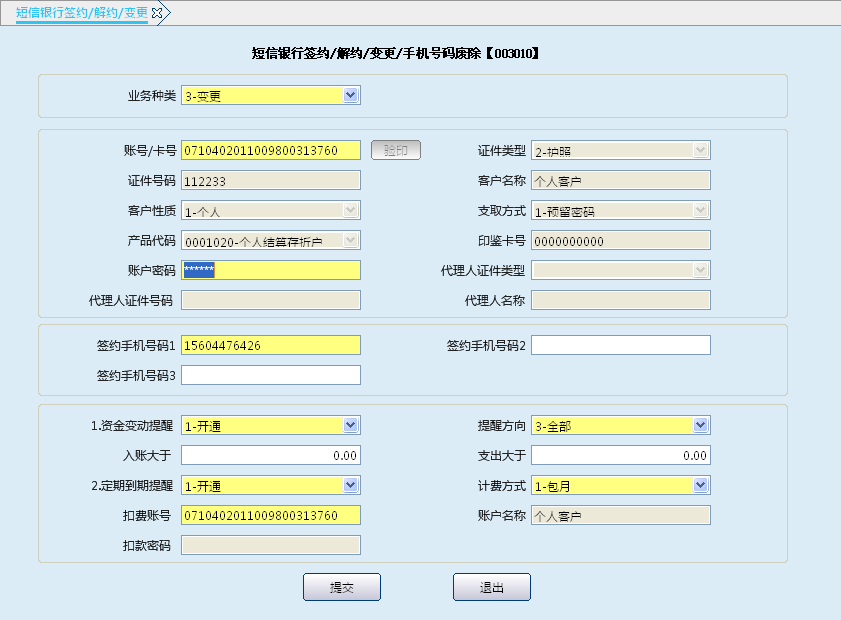 短信银行签约/解约/变更
短信银行签约/解约/变更/手机号码废除【003010】
业务种类 3-变更
账号/卡号 0710402011009800313760 验印 证件类型 2-护照
证件号码 112233 客户名称 个人客户
客户性质 1-个人 支取方式 1-预留密码
产品代码 0001020-个人结算存折户 印鉴卡号 0000000000
账户密码 ****** 代理人证件类型
代理人证件号码 代理人名称
签约手机号码1 15604476426 签约手机号码2
签约手机号码3
1.资金变动提醒 1-开通 提醒方向 3-全部
入账大于 0.00 支出大于 0.00
2.定期到期提醒 1-开通 计费方式 1-包月
扣费账号 0710402011009800313760 账户名称 个人客户
扣款密码
提交 退出